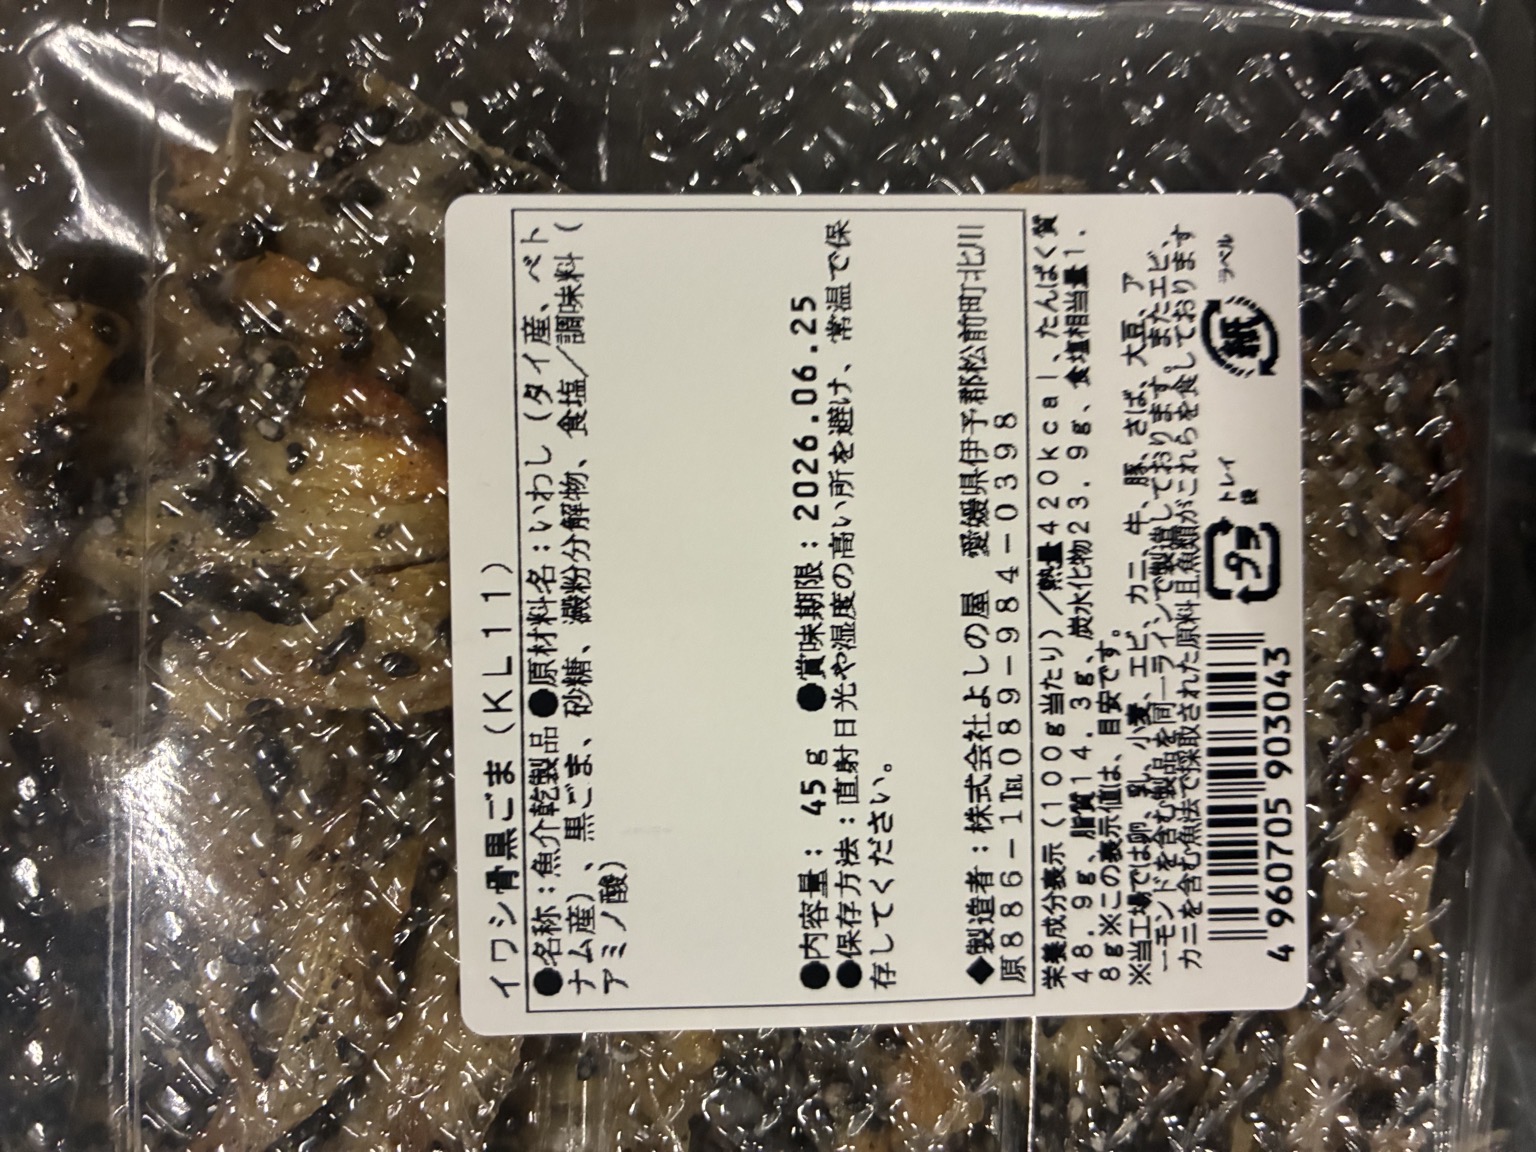 イワシ骨黒ごま（KL11）
●名称：魚介乾製品 ●原材料名：いわし（タイ産、ベト
ナム産）、黒ごま、砂糖、澱粉分解物、食塩／調味料（
アミノ酸）
●内容量： 45g ●賞味期限：2026.06.25
●保存方法：直射日光や湿度の高い所を避け、常温で保
存してください。
◆製造者：株式会社よしの屋 愛媛県伊予郡松前町北川
原886-1℡089-984-0398
栄養成分表示（100g当たり）／熱量420kcal、たんぱく質
48.9g、脂質14.3g、炭水化物23.9g、食塩相当量1.
8g※この表示値は、目安です。
※当工場では卵、乳、小麦、エビ、カニ、牛、豚、さば、大豆、ア
ーモンドを含む製品を同一ラインで製造しております。またエビ、
カニを含む漁法で採取された原料且魚類がこれらを食しております
4 960705 903043
プラ トレイ 袋
紙 ラベル